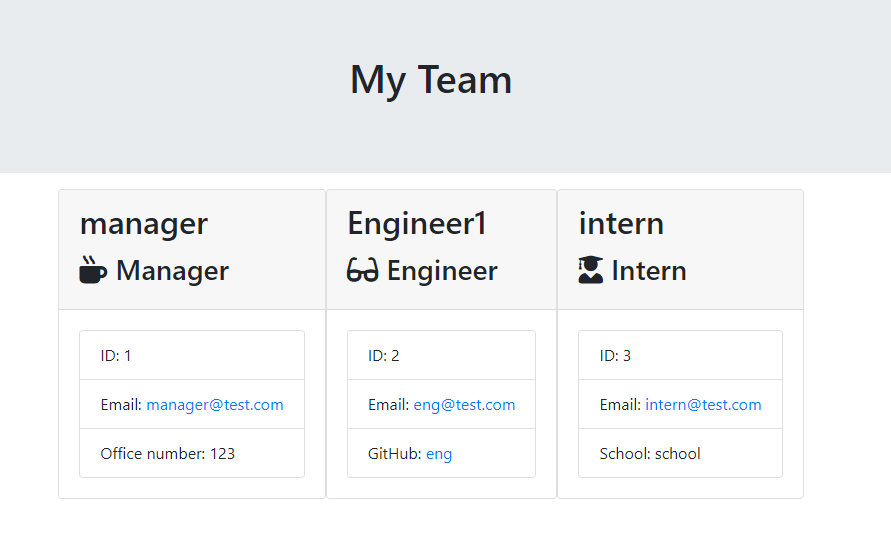 My Team
manager
Manager
ID: 1
Email: manager@test.com
Office number: 123
Engineer1
Engineer
ID: 2
Email: eng@test.com
GitHub: eng
intern
Intern
ID: 3
Email: intern@test.com
School: school